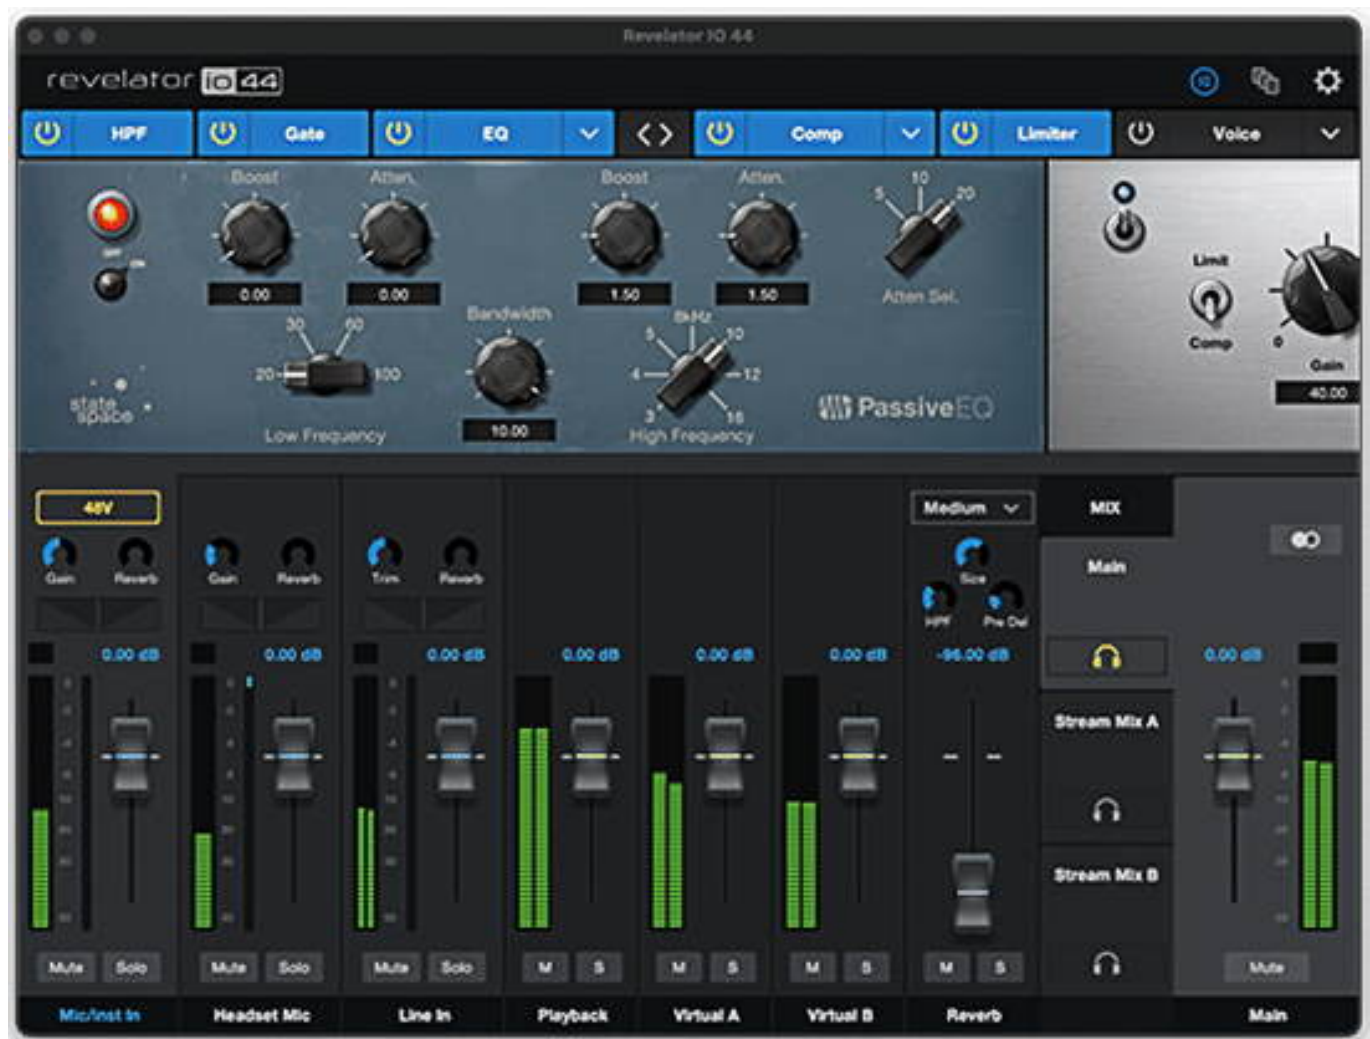 Revelator IO 44
revelator io 44
HPF Gate EQ Comp Limiter Voice
Boost Atten. Boost Atten. 5 10 20
OFF ON
0.00 0.00 1.50 1.50 Atten Sel.
Limit
Comp
0
Gain
40.00
Bandwidth
10.00
20 30 60 100
Low Frequency
3 4 5 8kHz 10 12 16
High Frequency
state space
PassiveEQ
48V Medium MIX
Gain Reverb Gain Reverb Trim Reverb Size Main
HPF Pre Del
0.00 dB 0.00 dB 0.00 dB 0.00 dB 0.00 dB 0.00 dB -96.00 dB 0.00 dB
Stream Mix A
Stream Mix B
Mute Solo Mute Solo Mute Solo M S M S M S M S Mute
Mic/Inst In Headset Mic Line In Playback Virtual A Virtual B Reverb Main